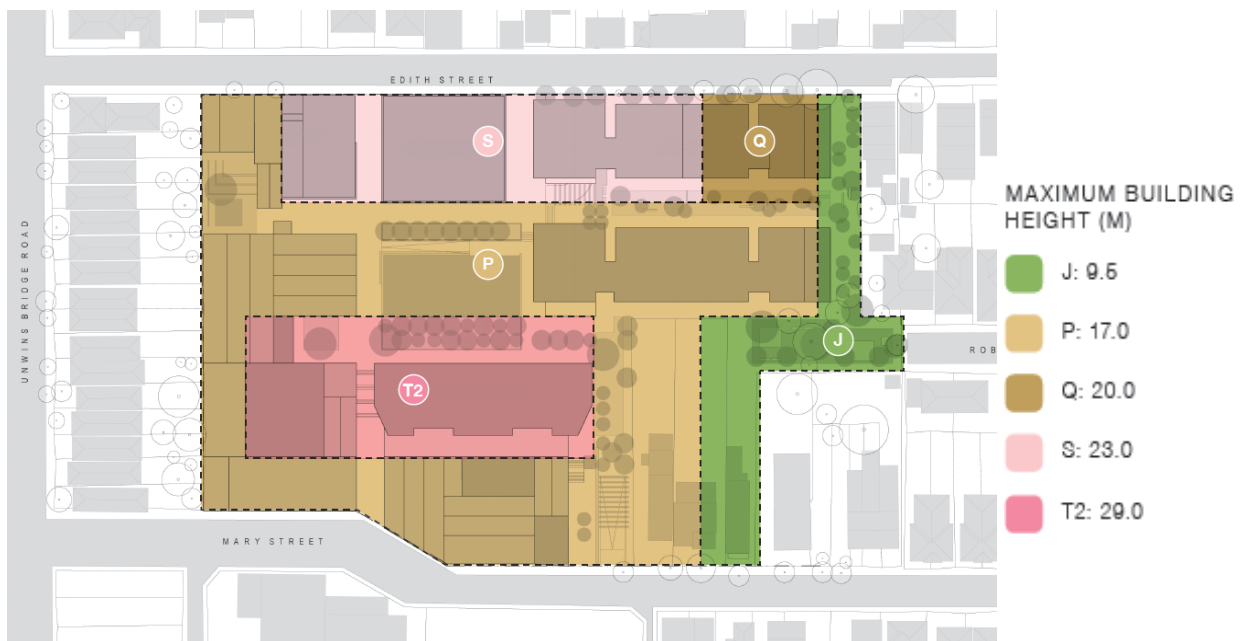 EDITH STREET
S
Q
UNWINS BRIDGE ROAD
P
J
ROB
T2
MARY STREET
MAXIMUM BUILDING
HEIGHT (M)
J: 9.5
P: 17.0
Q: 20.0
S: 23.0
T2: 29.0